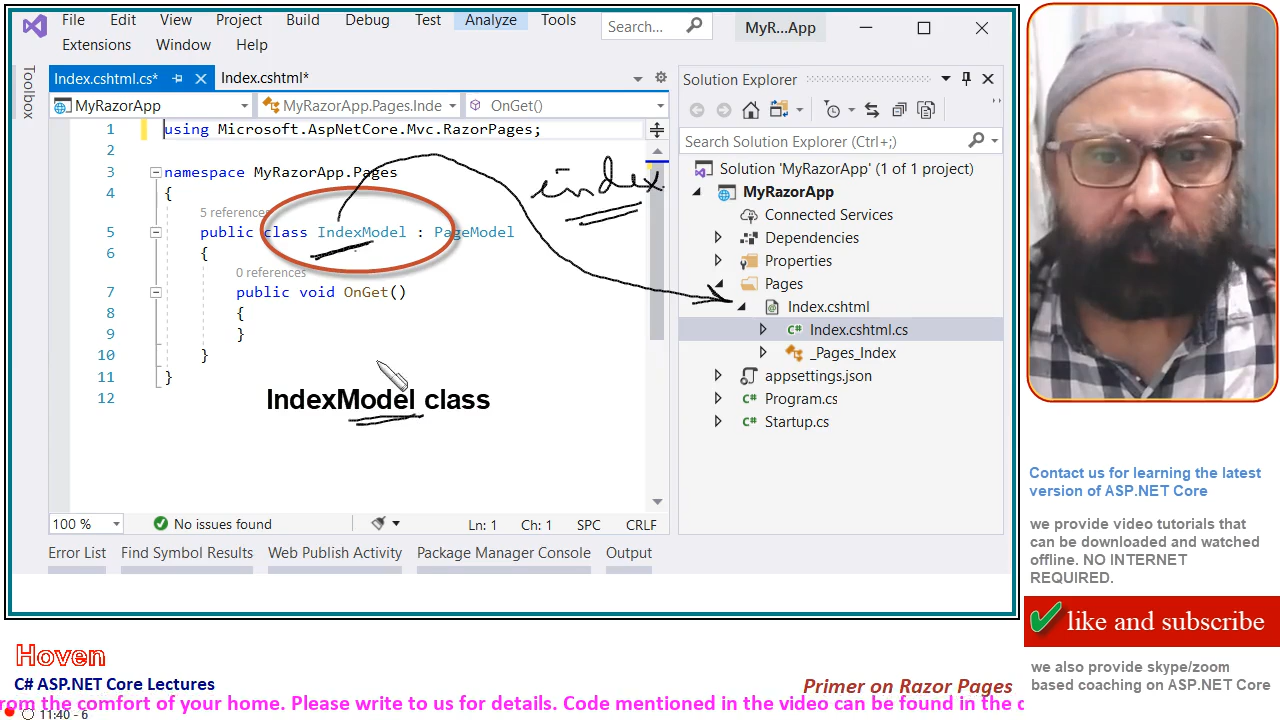 File Edit View Project Build Debug Test Analyze Tools Search... MyR...App
Extensions Window Help
Toolbox
Index.cshtml.cs* Index.cshtml*
MyRazorApp MyRazorApp.Pages.Inde OnGet()
1 using Microsoft.AspNetCore.Mvc.RazorPages;
2
3 namespace MyRazorApp.Pages
4 {
5 references
5 public class IndexModel : PageModel
6 {
0 references
7 public void OnGet()
8 {
9 }
10 }
11 }
12
index
IndexModel class
100 % No issues found Ln: 1 Ch: 1 SPC CRLF
Error List Find Symbol Results Web Publish Activity Package Manager Console Output
Solution Explorer
Search Solution Explorer (Ctrl+;)
Solution 'MyRazorApp' (1 of 1 project)
MyRazorApp
Connected Services
Dependencies
Properties
Pages
Index.cshtml
C# Index.cshtml.cs
_Pages_Index
appsettings.json
C# Program.cs
C# Startup.cs
Contact us for learning the latest
version of ASP.NET Core
we provide video tutorials that
can be downloaded and watched
offline. NO INTERNET
REQUIRED.
like and subscribe
we also provide skype/zoom
based coaching on ASP.NET Core
Hoven
C# ASP.NET Core Lectures
Primer on Razor Pages
rom the comfort of your home. Please write to us for details. Code mentioned in the video can be found in the
11:40 - 6